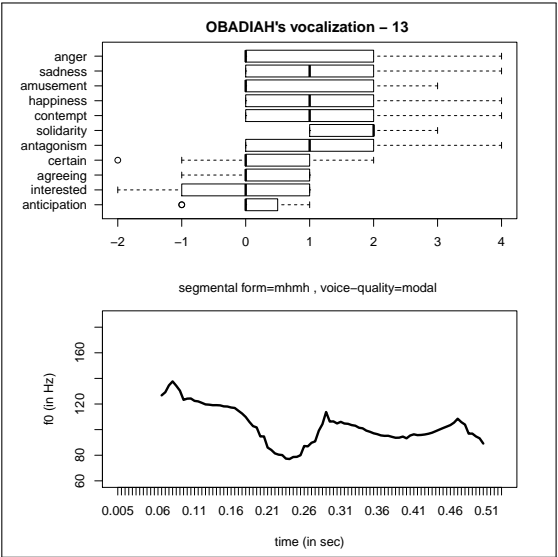 OBADIAH's vocalization − 13
anger
sadness
amusement
happiness
contempt
solidarity
antagonism
certain
agreeing
interested
anticipation
−2 −1 0 1 2 3 4
segmental form=mhmh , voice−quality=modal
f0 (in Hz)
160
120
80
60
0.005 0.06 0.11 0.16 0.21 0.26 0.31 0.36 0.41 0.46 0.51
time (in sec)